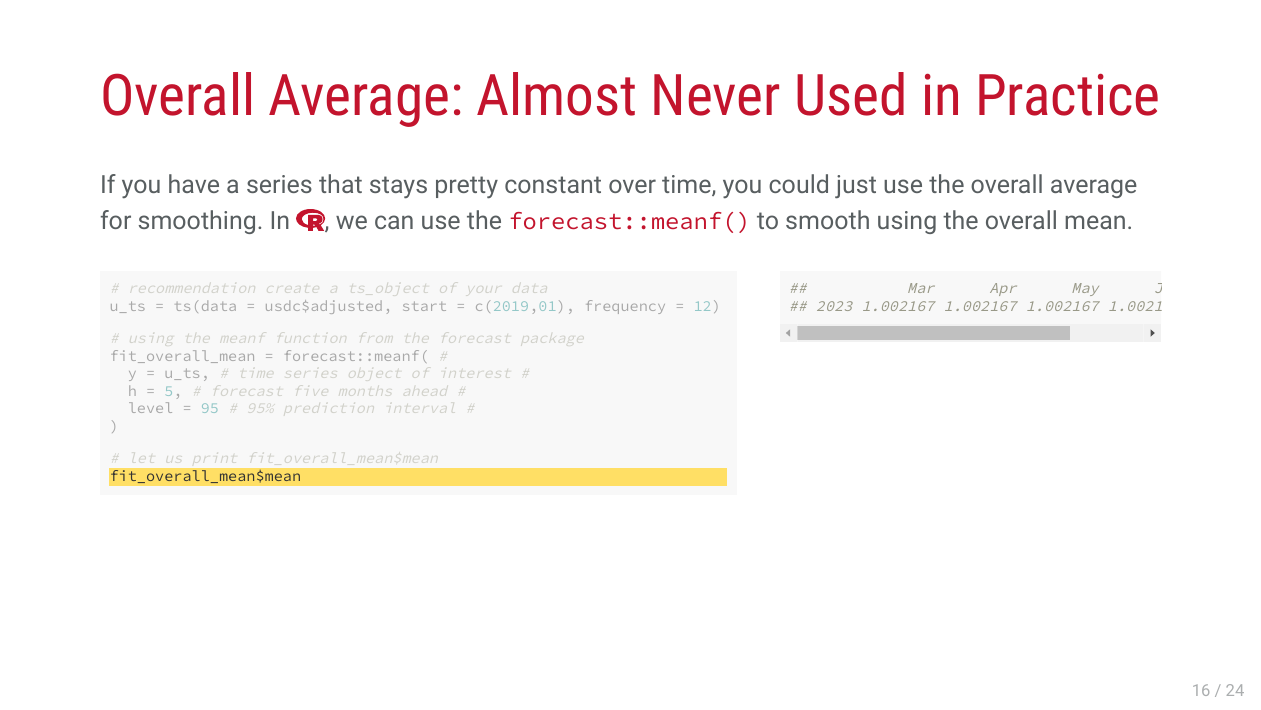 Overall Average: Almost Never Used in Practice
If you have a series that stays pretty constant over time, you could just use the overall average
for smoothing. In R, we can use the forecast::meanf() to smooth using the overall mean.
# recommendation create a ts_object of your data
u_ts = ts(data = usdc$adjusted, start = c(2019,01), frequency = 12)
# using the meanf function from the forecast package
fit_overall_mean = forecast::meanf( #
  y = u_ts, # time series object of interest #
  h = 5, # forecast five months ahead #
  level = 95 # 95% prediction interval #
)
# let us print fit_overall_mean$mean
fit_overall_mean$mean
##           Mar      Apr      May      J
## 2023 1.002167 1.002167 1.002167 1.0021
16 / 24